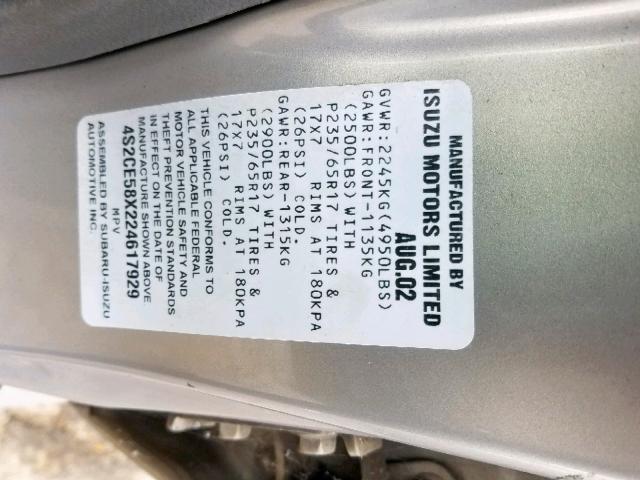 MANUFACTURED BY
ISUZU MOTORS LIMITED
AUG.02
GVWR:2245KG(4950LBS)
GAWR:FRONT-1135KG
(2500LBS) WITH
P235/65R17 TIRES &
17X7 RIMS AT 180KPA
(26PSI) COLD.
GAWR:REAR-1315KG
(2900LBS) WITH
P235/65R17 TIRES &
17X7 RIMS AT 180KPA
(26PSI) COLD.
THIS VEHICLE CONFORMS TO
ALL APPLICABLE FEDERAL
MOTOR VEHICLE SAFETY AND
THEFT PREVENTION STANDARDS
IN EFFECT ON THE DATE OF
MANUFACTURE SHOWN ABOVE
4S2CE58X224617929
MPV
ASSEMBLED BY SUBARU-ISUZU
AUTOMOTIVE INC.